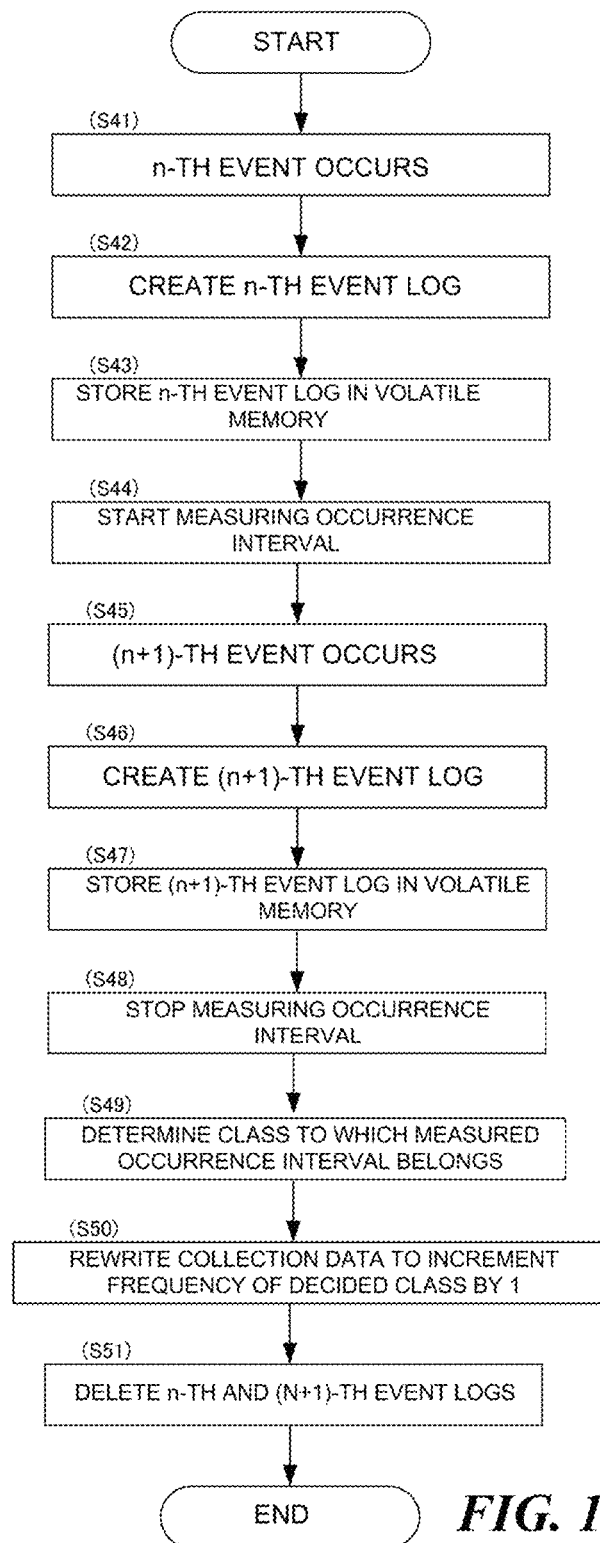 START
(S41)
n-TH EVENT OCCURS
(S42)
CREATE n-TH EVENT LOG
(S43)
STORE n-TH EVENT LOG IN VOLATILE
MEMORY
(S44)
START MEASURING OCCURRENCE
INTERVAL
(S45)
(n+1)-TH EVENT OCCURS
(S46)
CREATE (n+1)-TH EVENT LOG
(S47)
STORE (n+1)-TH EVENT LOG IN VOLATILE
MEMORY
(S48)
STOP MEASURING OCCURRENCE
INTERVAL
(S49)
DETERMINE CLASS TO WHICH MEASURED
OCCURRENCE INTERVAL BELONGS
(S50)
REWRITE COLLECTION DATA TO INCREMENT
FREQUENCY OF DECIDED CLASS BY 1
(S51)
DELETE n-TH AND (N+1)-TH EVENT LOGS
END
FIG. 1